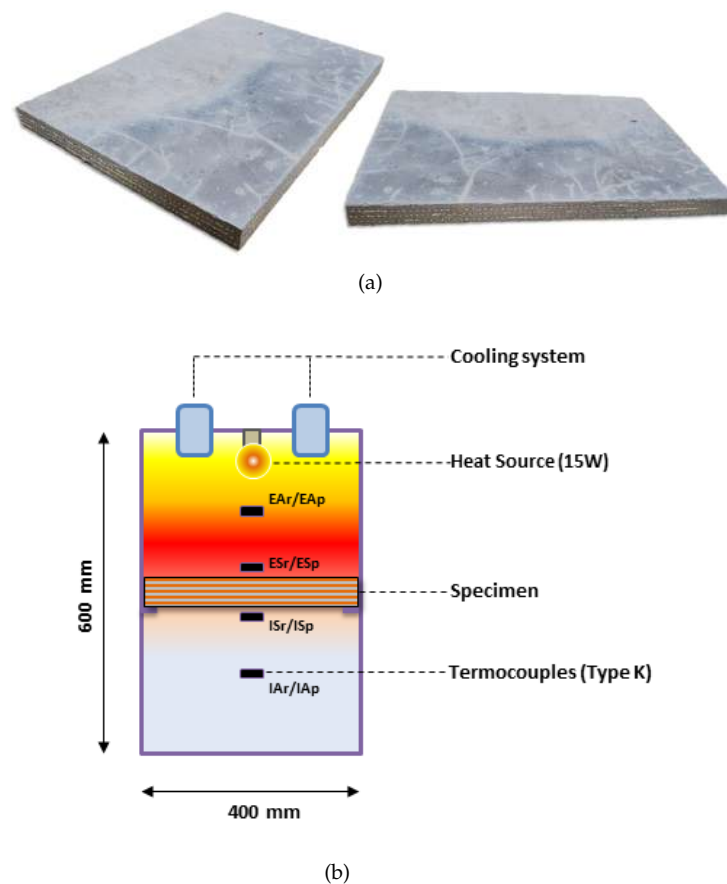 (a)
Cooling system
Heat Source (15W)
EAr/EAp
ESr/ESp
Specimen
ISr/ISp
Termocouples (Type K)
IAr/IAp
600 mm
400 mm
(b)